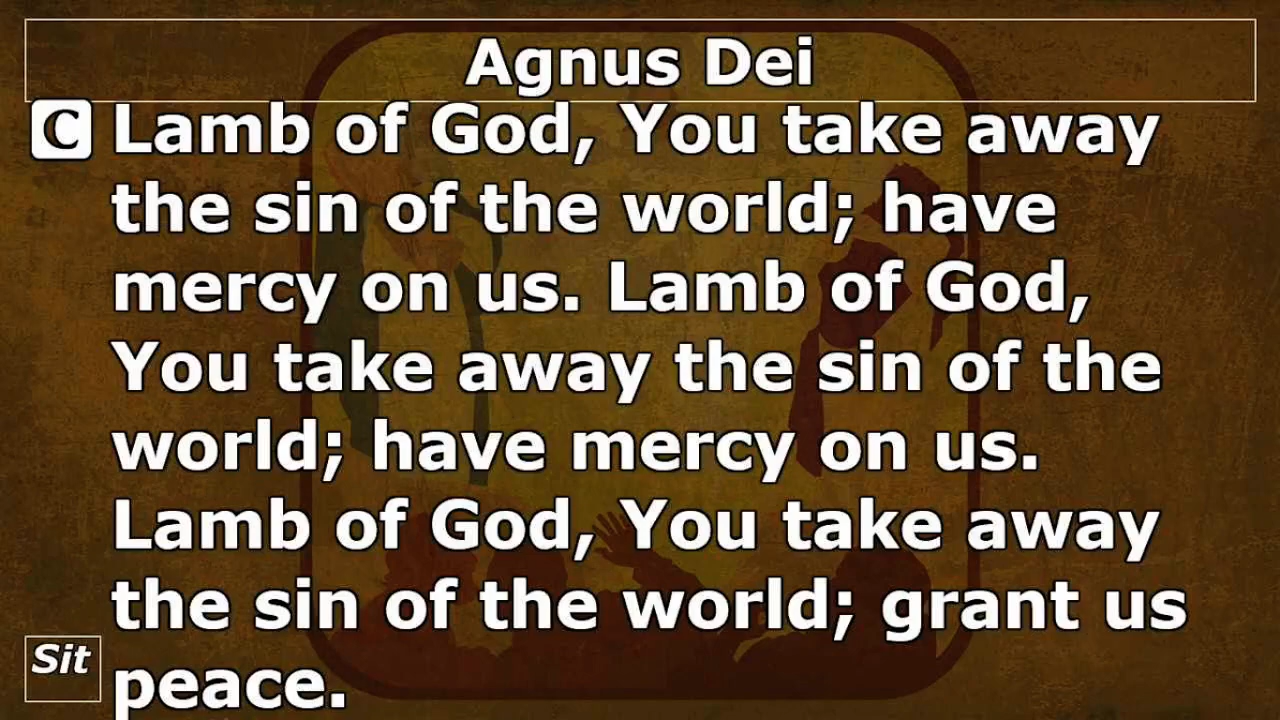 Agnus Dei
C Lamb of God, You take away
the sin of the world; have
mercy on us. Lamb of God,
You take away the sin of the
world; have mercy on us.
Lamb of God, You take away
the sin of the world; grant us
peace.
Sit